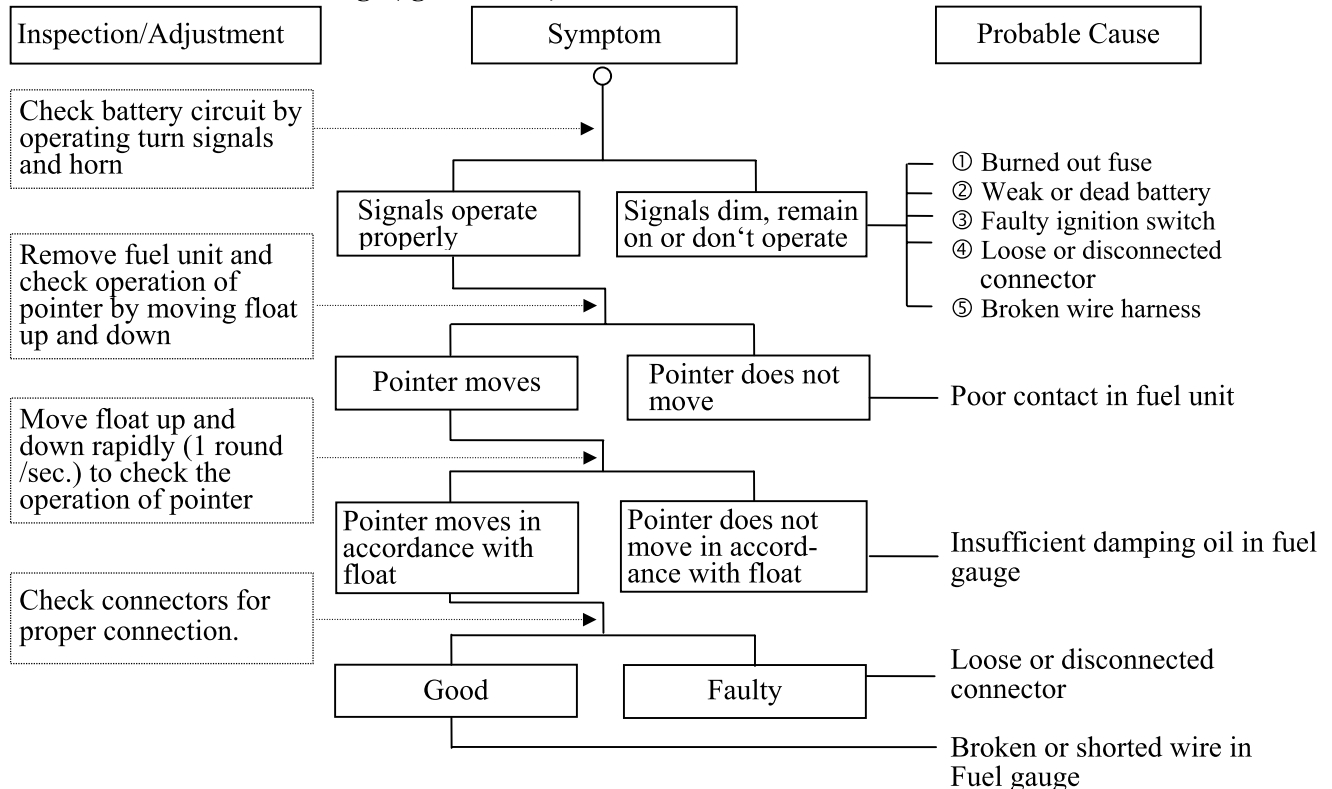 Inspection/Adjustment
Symptom
Probable Cause
Check battery circuit by
operating turn signals
and horn
Signals operate
properly
Signals dim, remain
on or don‘t operate
① Burned out fuse
② Weak or dead battery
③ Faulty ignition switch
④ Loose or disconnected
connector
⑤ Broken wire harness
Remove fuel unit and
check operation of
pointer by moving float
up and down
Pointer moves
Pointer does not
move
Poor contact in fuel unit
Move float up and
down rapidly (1 round
/sec.) to check the
operation of pointer
Pointer moves in
accordance with
float
Pointer does not
move in accord-
ance with float
Insufficient damping oil in fuel
gauge
Check connectors for
proper connection.
Good
Faulty
Loose or disconnected
connector
Broken or shorted wire in
Fuel gauge